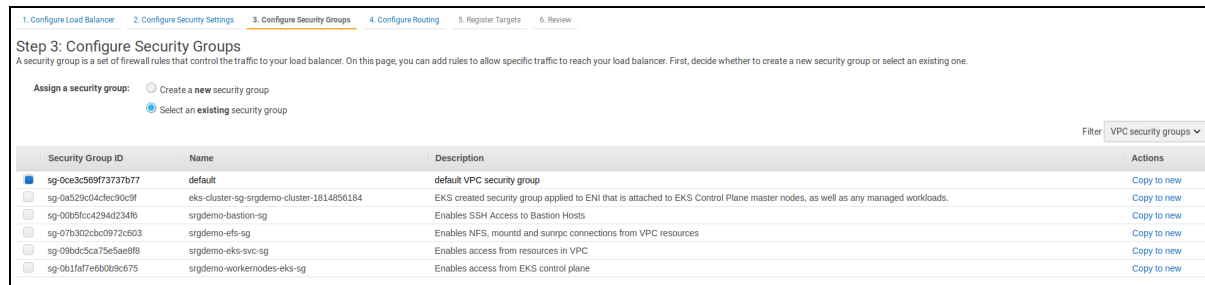 1. Configure Load Balancer 2. Configure Security Settings 3. Configure Security Groups 4. Configure Routing 5. Register Targets 6. Review
Step 3: Configure Security Groups
A security group is a set of firewall rules that control the traffic to your load balancer. On this page, you can add rules to allow specific traffic to reach your load balancer. First, decide whether to create a new security group or select an existing one.
Assign a security group: Create a new security group
Select an existing security group
Filter VPC security groups
Security Group ID Name Description Actions
sg-0ce3c569f73737b77 default default VPC security group Copy to new
sg-0a529c04cfec90c9f eks-cluster-sg-srgdemo-cluster-1814856184 EKS created security group applied to ENI that is attached to EKS Control Plane master nodes, as well as any managed workloads. Copy to new
sg-00b5fcc4294d234f6 srgdemo-bastion-sg Enables SSH Access to Bastion Hosts Copy to new
sg-07b302cbc0972c603 srgdemo-efs-sg Enables NFS, mountd and sunrpc connections from VPC resources Copy to new
sg-09bdc5ca75e5ae8f8 srgdemo-eks-svc-sg Enables access from resources in VPC Copy to new
sg-0b1faf7e6b0b9c675 srgdemo-workernodes-eks-sg Enables access from EKS control plane Copy to new